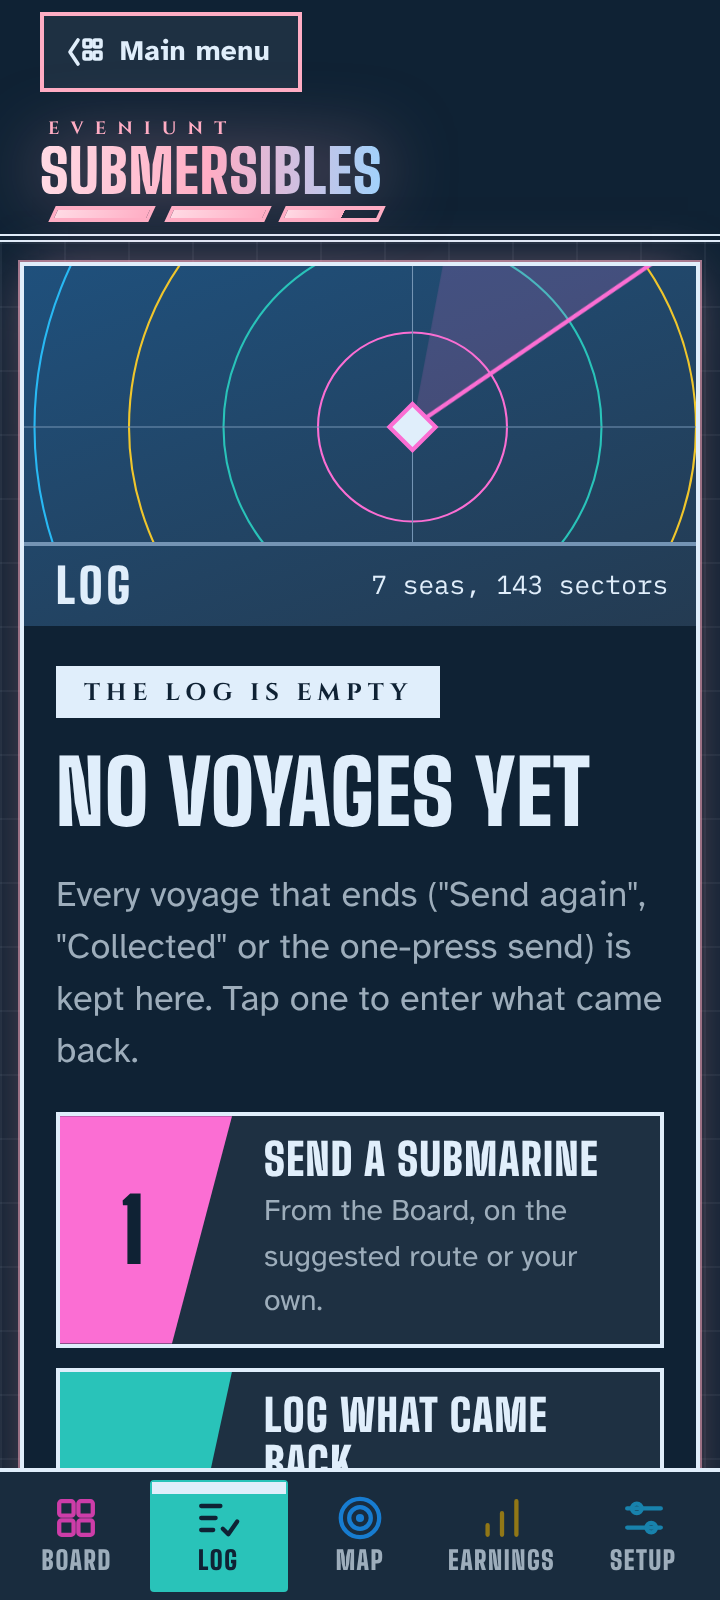 Main menu
EVENIUNT
SUBMERSIBLES
LOG
7 seas, 143 sectors
THE LOG IS EMPTY
NO VOYAGES YET
Every voyage that ends ("Send again",
"Collected" or the one-press send) is
kept here. Tap one to enter what came
back.
1
SEND A SUBMARINE
From the Board, on the
suggested route or your
own.
LOG WHAT CAME
BACK
BOARD
LOG
MAP
EARNINGS
SETUP